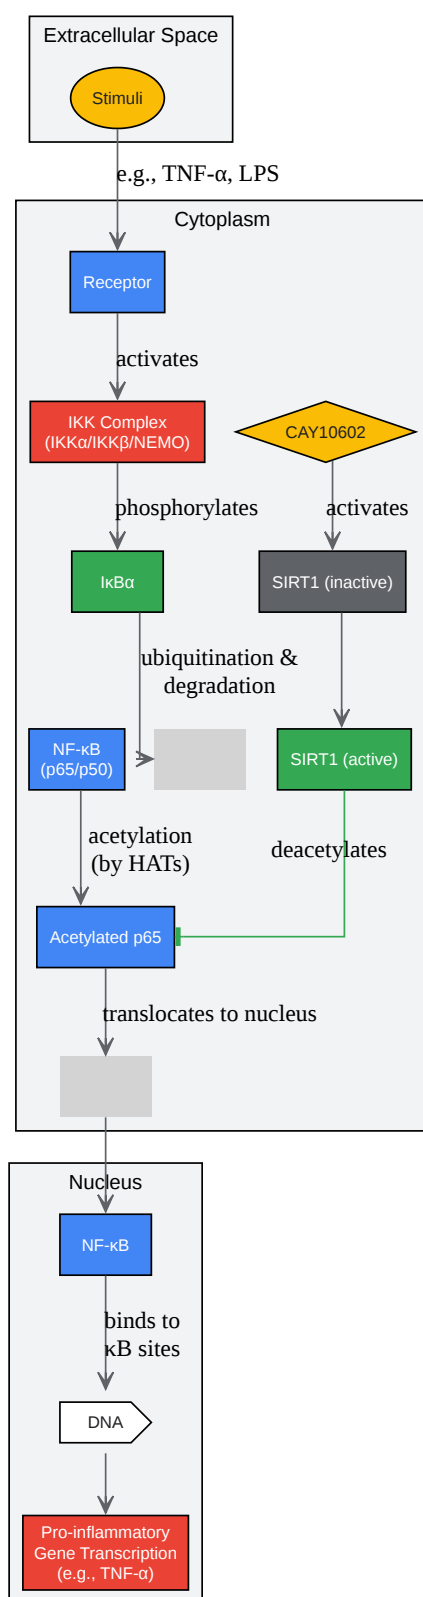 Extracellular Space
Stimuli
e.g., TNF-α, LPS
Cytoplasm
Receptor
activates
IKK Complex
(IKKα/IKKβ/NEMO)
CAY10602
phosphorylates
activates
IκBα
SIRT1 (inactive)
ubiquitination &
degradation
NF-κB
(p65/p50)
SIRT1 (active)
acetylation
(by HATs)
deacetylates
Acetylated p65
translocates to nucleus
Nucleus
NF-κB
binds to
κB sites
DNA
Pro-inflammatory
Gene Transcription
(e.g., TNF-α)